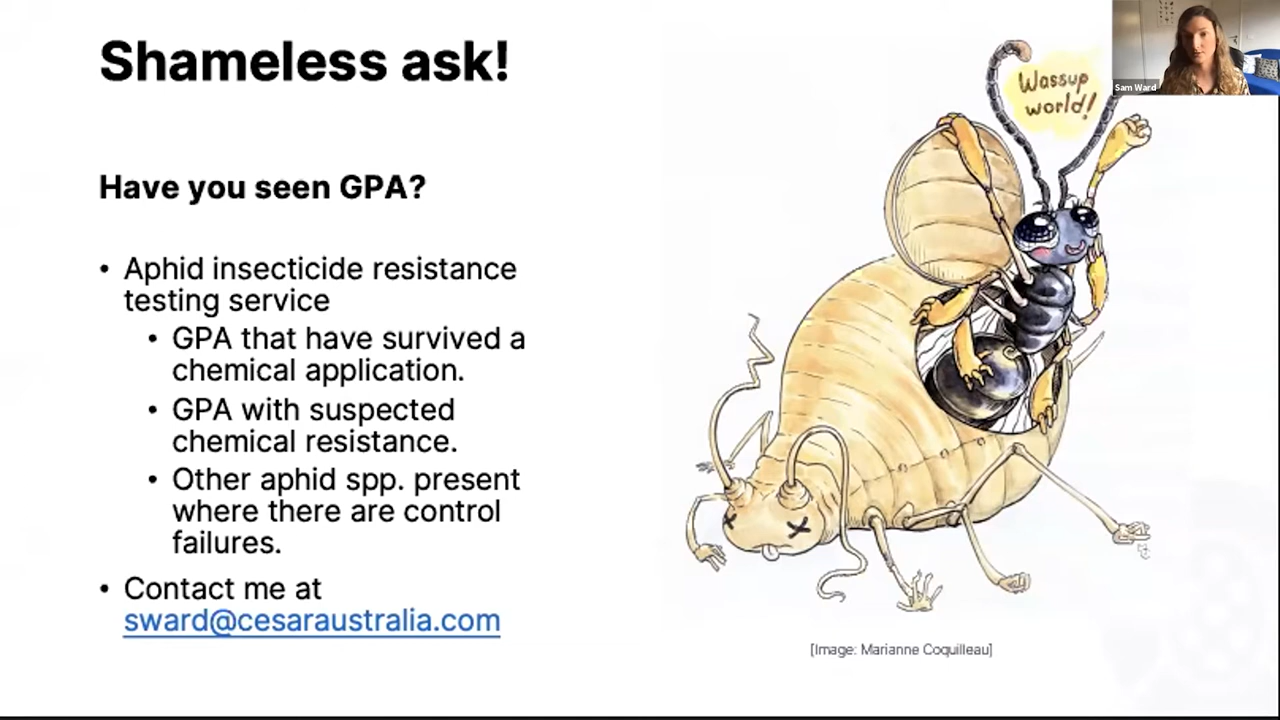 Shameless ask!
Wassup
world!
Sam Ward
Have you seen GPA?
• Aphid insecticide resistance
testing service
• GPA that have survived a
chemical application.
• GPA with suspected
chemical resistance.
• Other aphid spp. present
where there are control
failures.
• Contact me at
sward@cesaraustralia.com
[Image: Marianne Coquilleau]